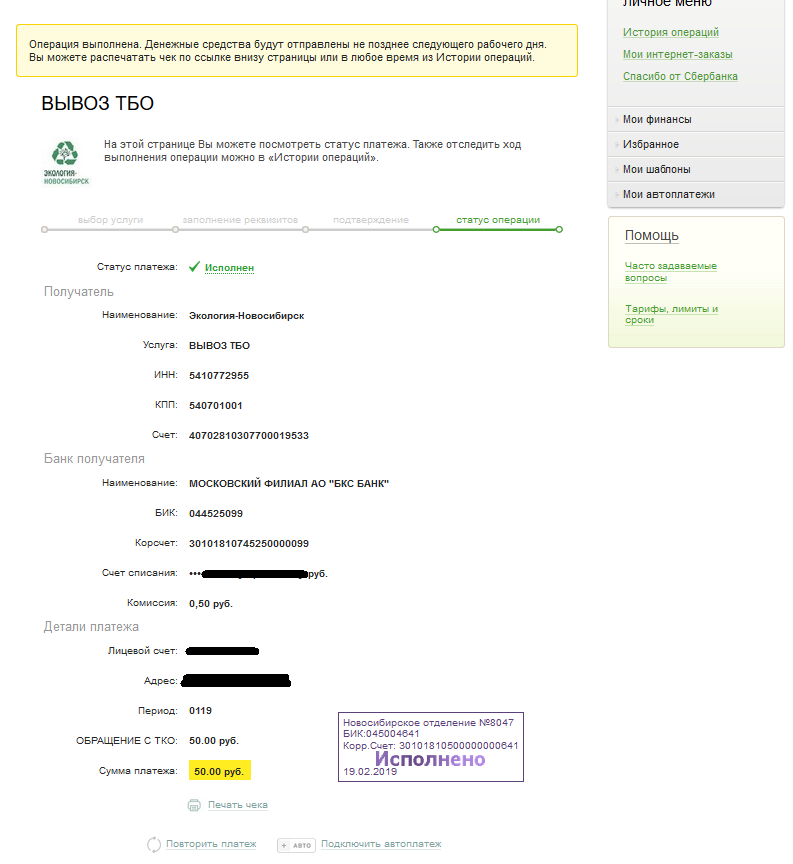 Операция выполнена. Денежные средства будут отправлены не позднее следующего рабочего дня.
Вы можете распечатать чек по ссылке внизу страницы или в любое время из Истории операций.
ВЫВОЗ ТБО
ЭКОЛОГИЯ-
НОВОСИБИРСК
На этой странице Вы можете посмотреть статус платежа. Также отследить ход
выполнения операции можно в «Истории операций».
выбор услуги заполнение реквизитов подтверждение статус операции
Статус платежа: Исполнен
Получатель
Наименование: Экология-Новосибирск
Услуга: ВЫВОЗ ТБО
ИНН: 5410772955
КПП: 540701001
Счет: 40702810307700019533
Банк получателя
Наименование: МОСКОВСКИЙ ФИЛИАЛ АО "БКС БАНК"
БИК: 044525099
Корсчет: 30101810745250000099
Счет списания: •••• руб.
Комиссия: 0,50 руб.
Детали платежа
Лицевой счет:
Адрес:
Период: 0119
ОБРАЩЕНИЕ С ТКО: 50.00 руб.
Сумма платежа: 50.00 руб.
Новосибирское отделение №8047
БИК:045004641
Корр.Счет: 30101810500000000641
Исполнено
19.02.2019
Печать чека
Повторить платеж + АВТО Подключить автоплатеж
Личное меню
История операций
Мои интернет-заказы
Спасибо от Сбербанка
Мои финансы
Избранное
Мои шаблоны
Мои автоплатежи
Помощь
Часто задаваемые
вопросы
Тарифы, лимиты и
сроки